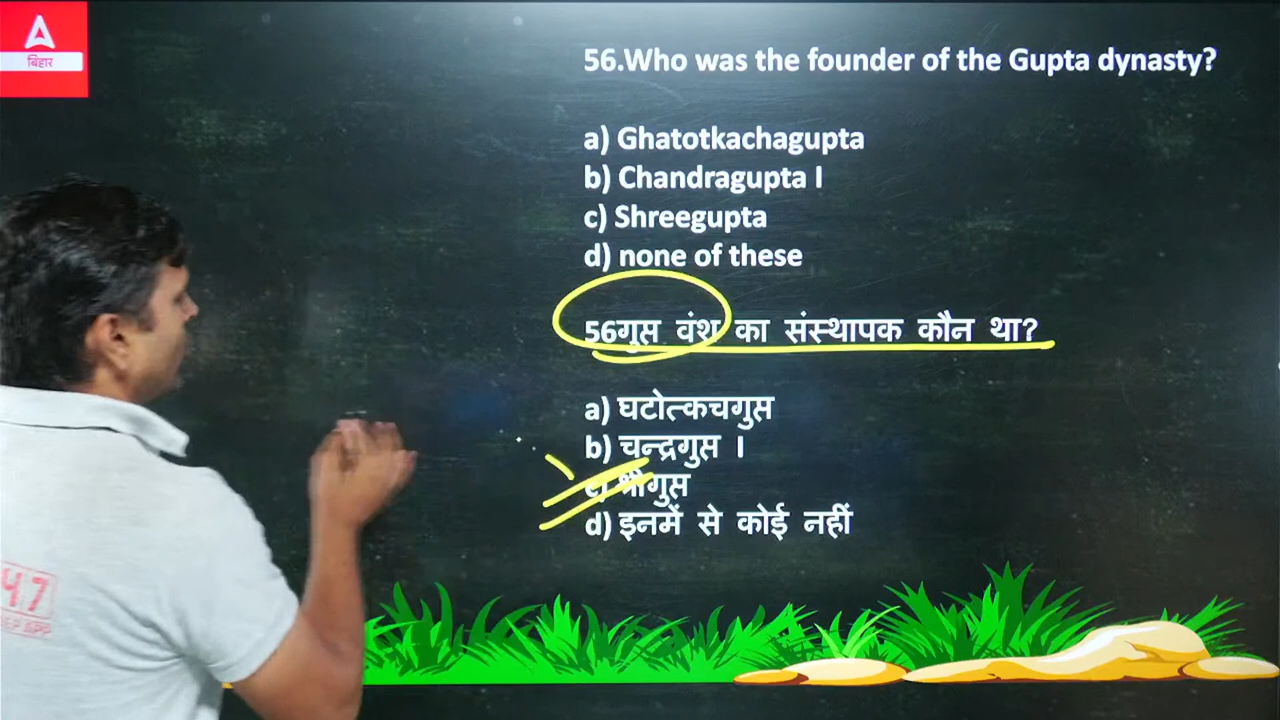 बिहार
56.Who was the founder of the Gupta dynasty?
a) Ghatotkachagupta
b) Chandragupta I
c) Shreegupta
d) none of these
56गुप्त वंश का संस्थापक कौन था?
a) घटोत्कचगुप्त
b) चन्द्रगुप्त I
c) श्रीगुप्त
d) इनमें से कोई नहीं
47